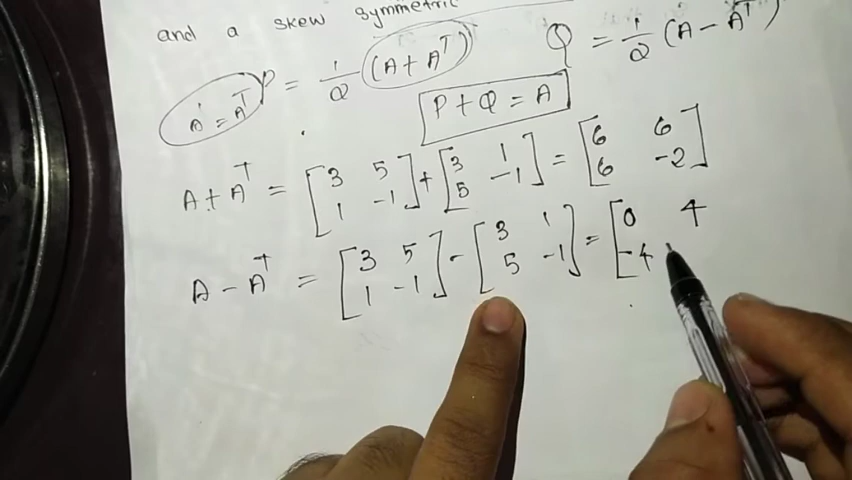 and a skew symmetric
A' = A^T P = 1/2 (A + A^T) Q = 1/2 (A - A^T)
P + Q = A
A + A^T = [3 5; 1 -1] + [3 1; 5 -1] = [6 6; 6 -2]
A - A^T = [3 5; 1 -1] - [3 1; 5 -1] = [0 4; -4